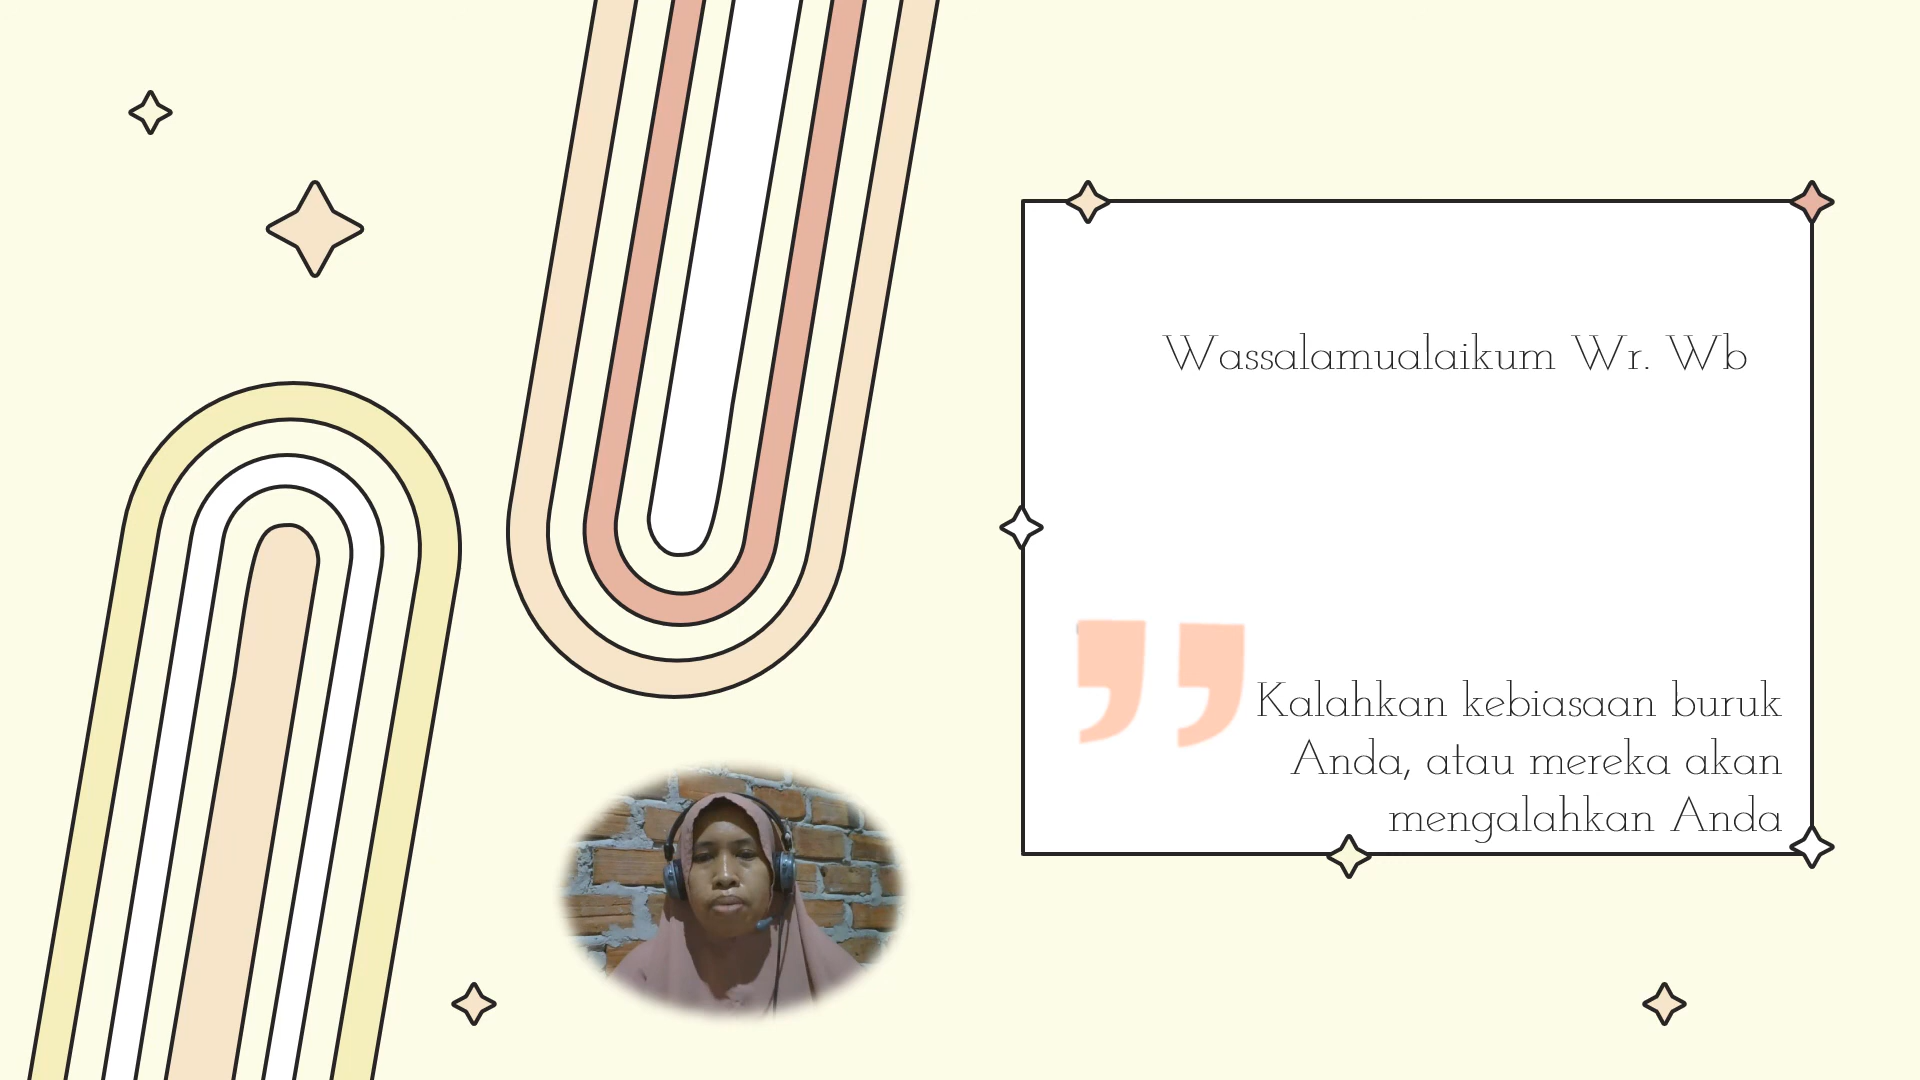 Wassalamualaikum Wr. Wb
Kalahkan kebiasaan buruk
Anda, atau mereka akan
mengalahkan Anda